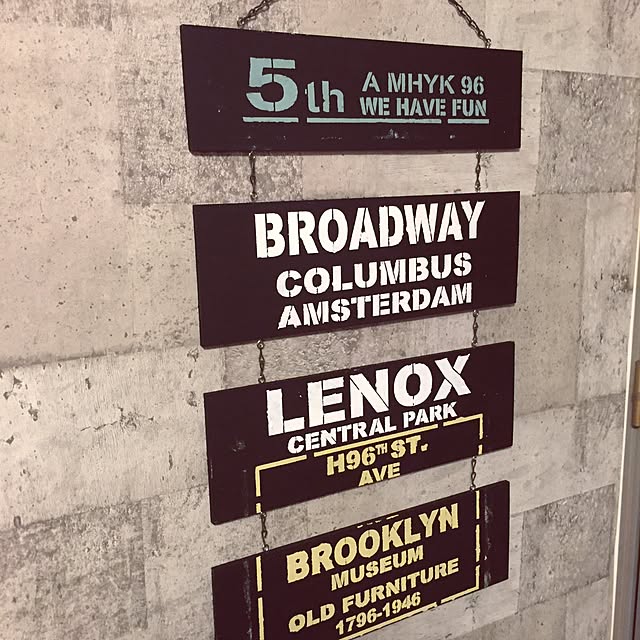 5th
A MHYK 96
WE HAVE FUN
BROADWAY
COLUMBUS
AMSTERDAM
LENOX
CENTRAL PARK
H96TH ST.
AVE
BROOKLYN
MUSEUM
OLD FURNITURE
1796-1946